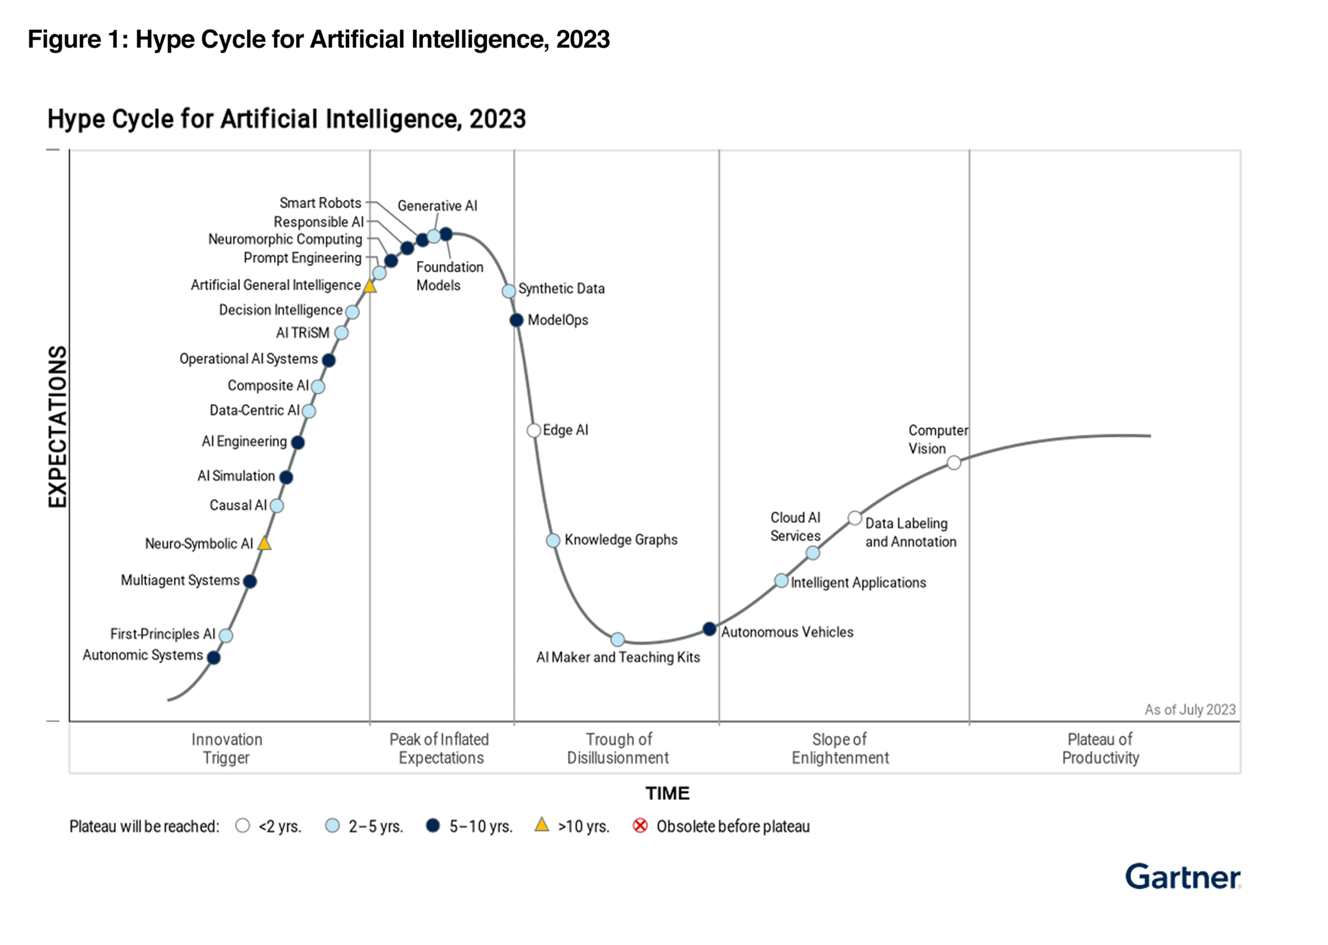 Figure 1: Hype Cycle for Artificial Intelligence, 2023
Hype Cycle for Artificial Intelligence, 2023
EXPECTATIONS
Smart Robots
Responsible AI
Neuromorphic Computing
Prompt Engineering
Artificial General Intelligence
Decision Intelligence
AI TRiSM
Operational AI Systems
Composite AI
Data-Centric AI
AI Engineering
AI Simulation
Causal AI
Neuro-Symbolic AI
Multiagent Systems
First-Principles AI
Autonomic Systems
Generative AI
Foundation
Models
Synthetic Data
ModelOps
Edge AI
Knowledge Graphs
AI Maker and Teaching Kits
Autonomous Vehicles
Intelligent Applications
Cloud AI
Services
Data Labeling
and Annotation
Computer
Vision
As of July 2023
Innovation
Trigger
Peak of Inflated
Expectations
Trough of
Disillusionment
Slope of
Enlightenment
Plateau of
Productivity
TIME
Plateau will be reached: <2 yrs. 2–5 yrs. 5–10 yrs. >10 yrs. Obsolete before plateau
Gartner